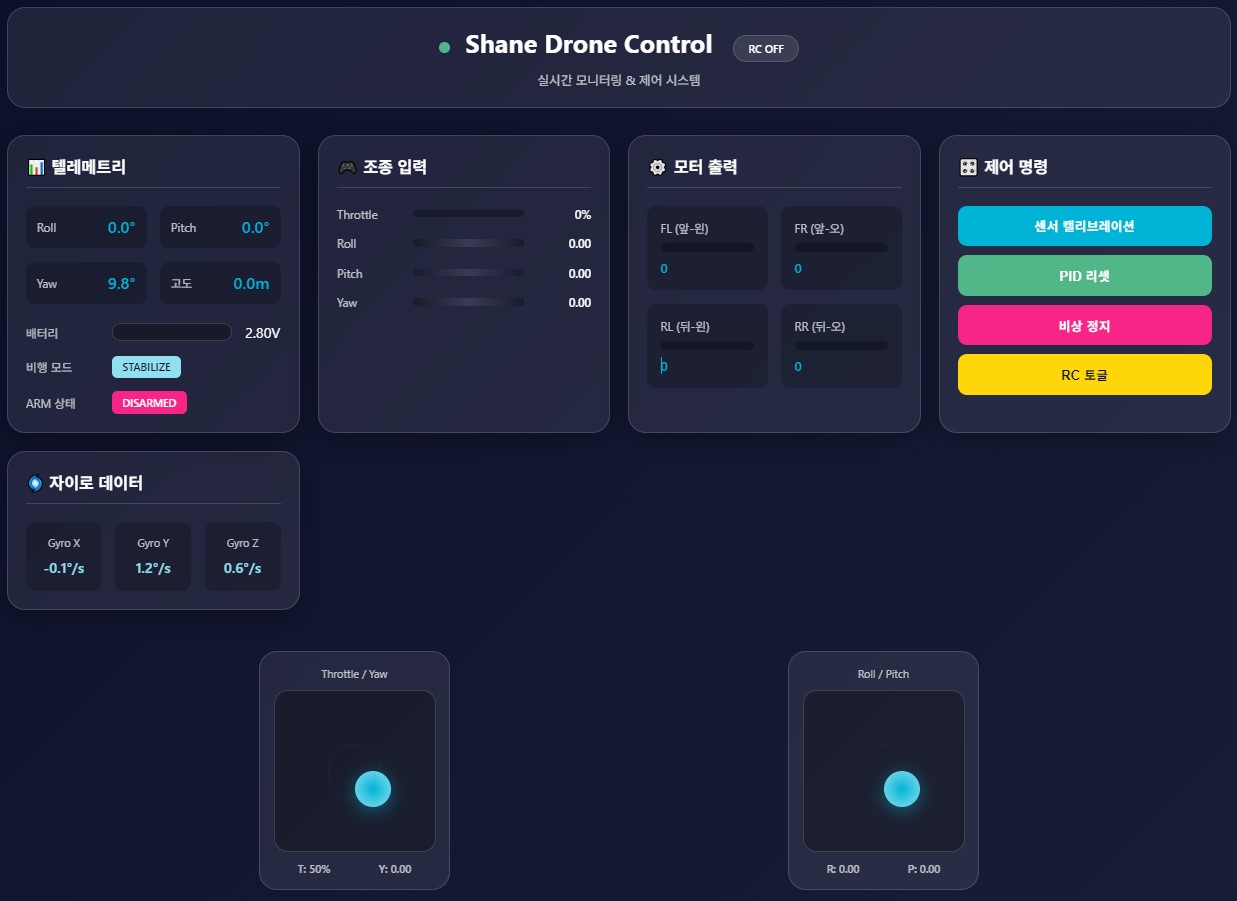 Shane Drone Control RC OFF
실시간 모니터링 & 제어 시스템
텔레메트리
Roll 0.0° Pitch 0.0°
Yaw 9.8° 고도 0.0m
배터리 2.80V
비행 모드 STABILIZE
ARM 상태 DISARMED
조종 입력
Throttle 0%
Roll 0.00
Pitch 0.00
Yaw 0.00
모터 출력
FL (앞-왼) FR (앞-오)
0 0
RL (뒤-왼) RR (뒤-오)
0 0
제어 명령
센서 캘리브레이션
PID 리셋
비상 정지
RC 토글
자이로 데이터
Gyro X Gyro Y Gyro Z
-0.1°/s 1.2°/s 0.6°/s
Throttle / Yaw
T: 50% Y: 0.00
Roll / Pitch
R: 0.00 P: 0.00